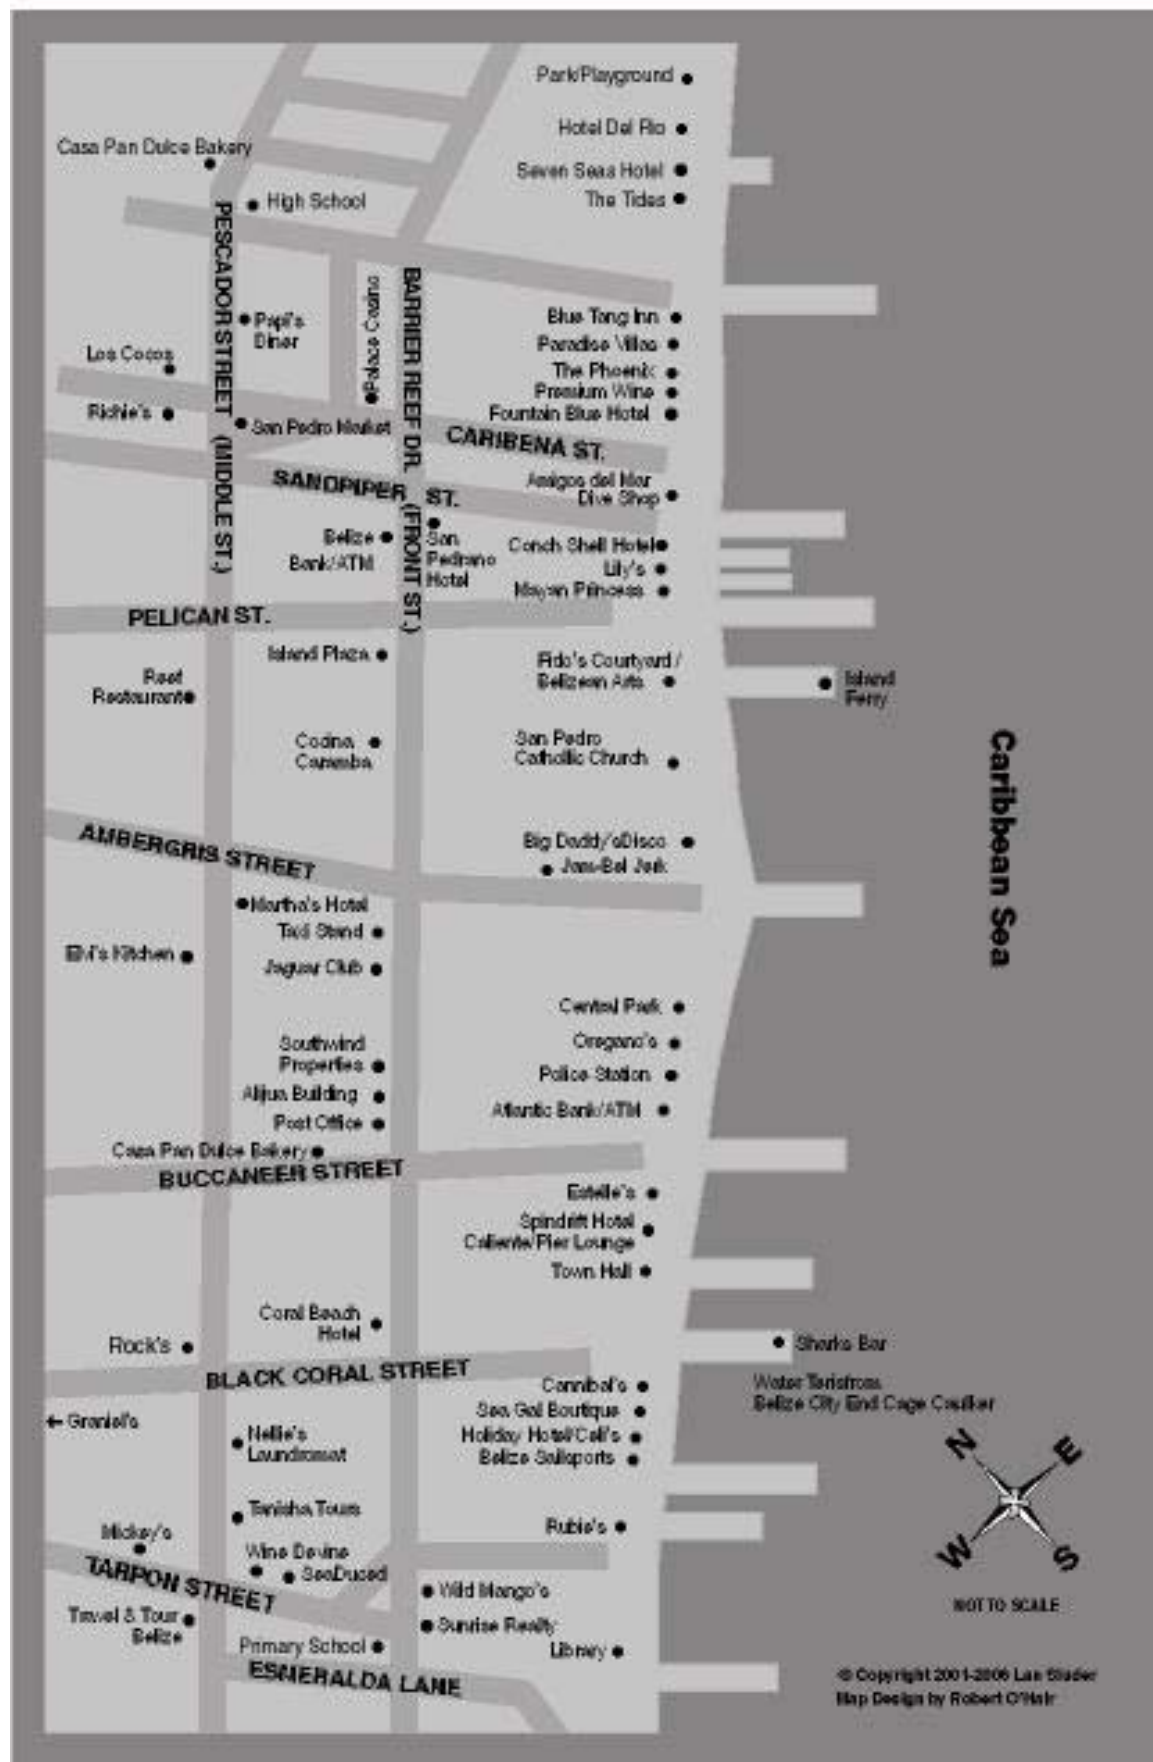 Park/Playground
Hotel Del Rio
Casa Pan Dulce Bakery
Seven Seas Hotel
The Tides
High School
PESCADOR STREET (MIDDLE ST.)
BARRIER REEF DR. (FRONT ST.)
Palace Casino
Papi's
Diner
Blue Tang Inn
Paradise Villas
Los Cocos
The Phoenix
Premium Wine
Richie's
Fountain Blue Hotel
San Pedro Market
CARIBENA ST.
SANDPIPER ST.
Amigos del Mar
Dive Shop
Belize
Bank/ATM
San
Pedrano
Hotel
Conch Shell Hotel
Lily's
Mayan Princess
PELICAN ST.
Island Plaza
Fido's Courtyard /
Belizean Arts
Island
Ferry
Reef
Restaurant
Cocina
Caramba
San Pedro
Catholic Church
Caribbean Sea
AMBERGRIS STREET
Big Daddy'sDisco
Jam-Bel Jerk
Martha's Hotel
Taxi Stand
Elvi's Kitchen
Jaguar Club
Central Park
Southwind
Properties
Oregano's
Police Station
Alijua Building
Atlantic Bank/ATM
Post Office
Casa Pan Dulce Bakery
BUCCANEER STREET
Estelle's
Spindrift Hotel
Caliente/Pier Lounge
Town Hall
Coral Beach
Hotel
Rock's
Sharks Bar
BLACK CORAL STREET
Cannibal's
Water
Belize City End Cage Caulker
Graniel's
Sea Gal Boutique
Nellie's
Laundromat
Holiday Hotel/Celi's
Belize Sailsports
N
E
W
S
Tanisha Tours
Rubie's
Mickey's
Wine Devine
SeaDuced
TARPON STREET
Wild Mango's
NOT TO SCALE
Travel & Tour
Belize
Sunrise Realty
Primary School
Library
ESMERALDA LANE
© Copyright 2001-2006 Lan Sluder
Map Design by Robert O'Hair